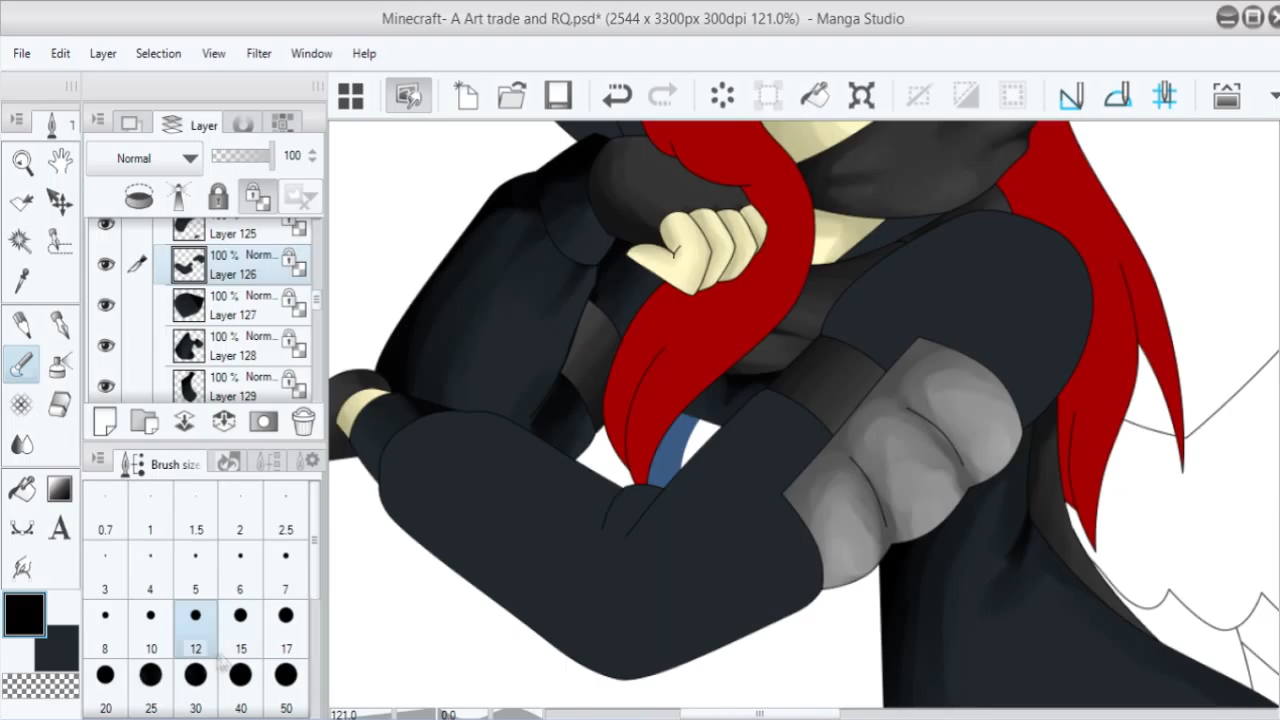 Minecraft- A Art trade and RQ.psd* (2544 x 3300px 300dpi 121.0%) - Manga Studio
File Edit Layer Selection View Filter Window Help
1 Layer
Normal 100
Layer 125
100 % Norm...
Layer 126
100 % Norm...
Layer 127
100 % Norm...
Layer 128
100 % Norm...
Layer 129
Brush size
0.7 1 1.5 2 2.5
3 4 5 6 7
8 10 12 15 17
20 25 30 40 50
A
121.0 0.0